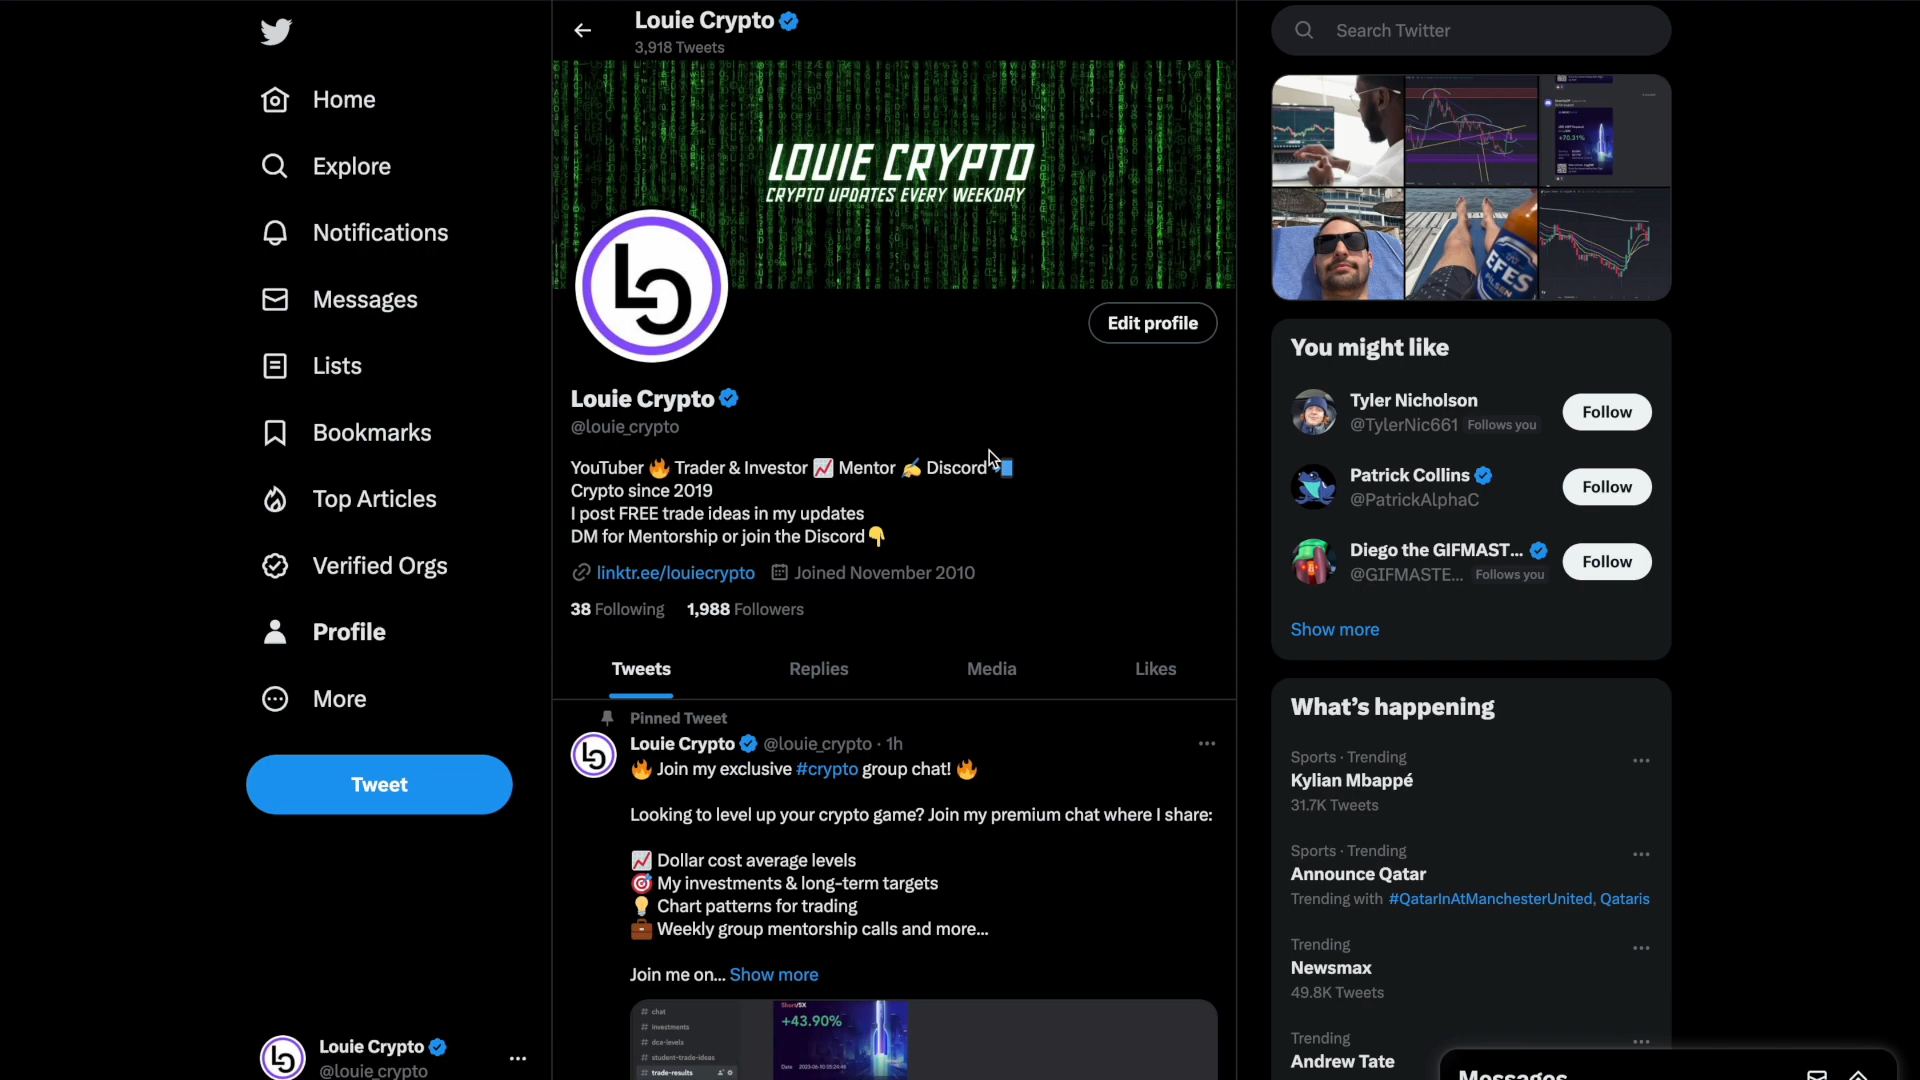 Home
Explore
Notifications
Messages
Lists
Bookmarks
Top Articles
Verified Orgs
Profile
More
Tweet
Louie Crypto
@louie_crypto
Louie Crypto
3,918 Tweets
LOUIE CRYPTO
CRYPTO UPDATES EVERY WEEKDAY
Edit profile
Louie Crypto
@louie_crypto
YouTuber 🔥 Trader & Investor 📈 Mentor ✍️ Discord 📘
Crypto since 2019
I post FREE trade ideas in my updates
DM for Mentorship or join the Discord 👇
linktr.ee/louiecrypto Joined November 2010
38 Following 1,988 Followers
Tweets Replies Media Likes
Pinned Tweet
Louie Crypto @louie_crypto · 1h
🔥 Join my exclusive #crypto group chat! 🔥
Looking to level up your crypto game? Join my premium chat where I share:
📈 Dollar cost average levels
🎯 My investments & long-term targets
💡 Chart patterns for trading
💼 Weekly group mentorship calls and more...
Join me on... Show more
# chat
# investments
# dca-levels
# student-trade-ideas
# trade-results
Short/5X
+43.90%
Search Twitter
+70.31%
EFES
PILSEN
You might like
Tyler Nicholson
@TylerNic661 Follows you
Follow
Patrick Collins
@PatrickAlphaC
Follow
Diego the GIFMAST...
@GIFMASTE... Follows you
Follow
Show more
What's happening
Sports · Trending
Kylian Mbappé
31.7K Tweets
Sports · Trending
Announce Qatar
Trending with #QatarInAtManchesterUnited, Qataris
Trending
Newsmax
49.8K Tweets
Trending
Andrew Tate
Messages